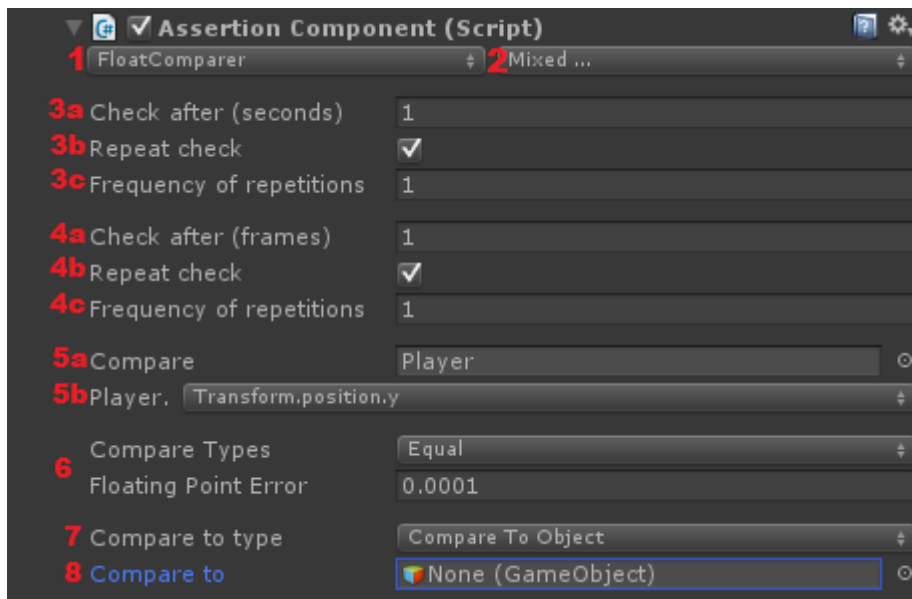 Assertion Component (Script)
1 FloatComparer 2 Mixed ...
3a Check after (seconds) 1
3b Repeat check
3c Frequency of repetitions 1
4a Check after (frames) 1
4b Repeat check
4c Frequency of repetitions 1
5a Compare Player
5b Player. Transform.position.y
6 Compare Types Equal
Floating Point Error 0.0001
7 Compare to type Compare To Object
8 Compare to None (GameObject)